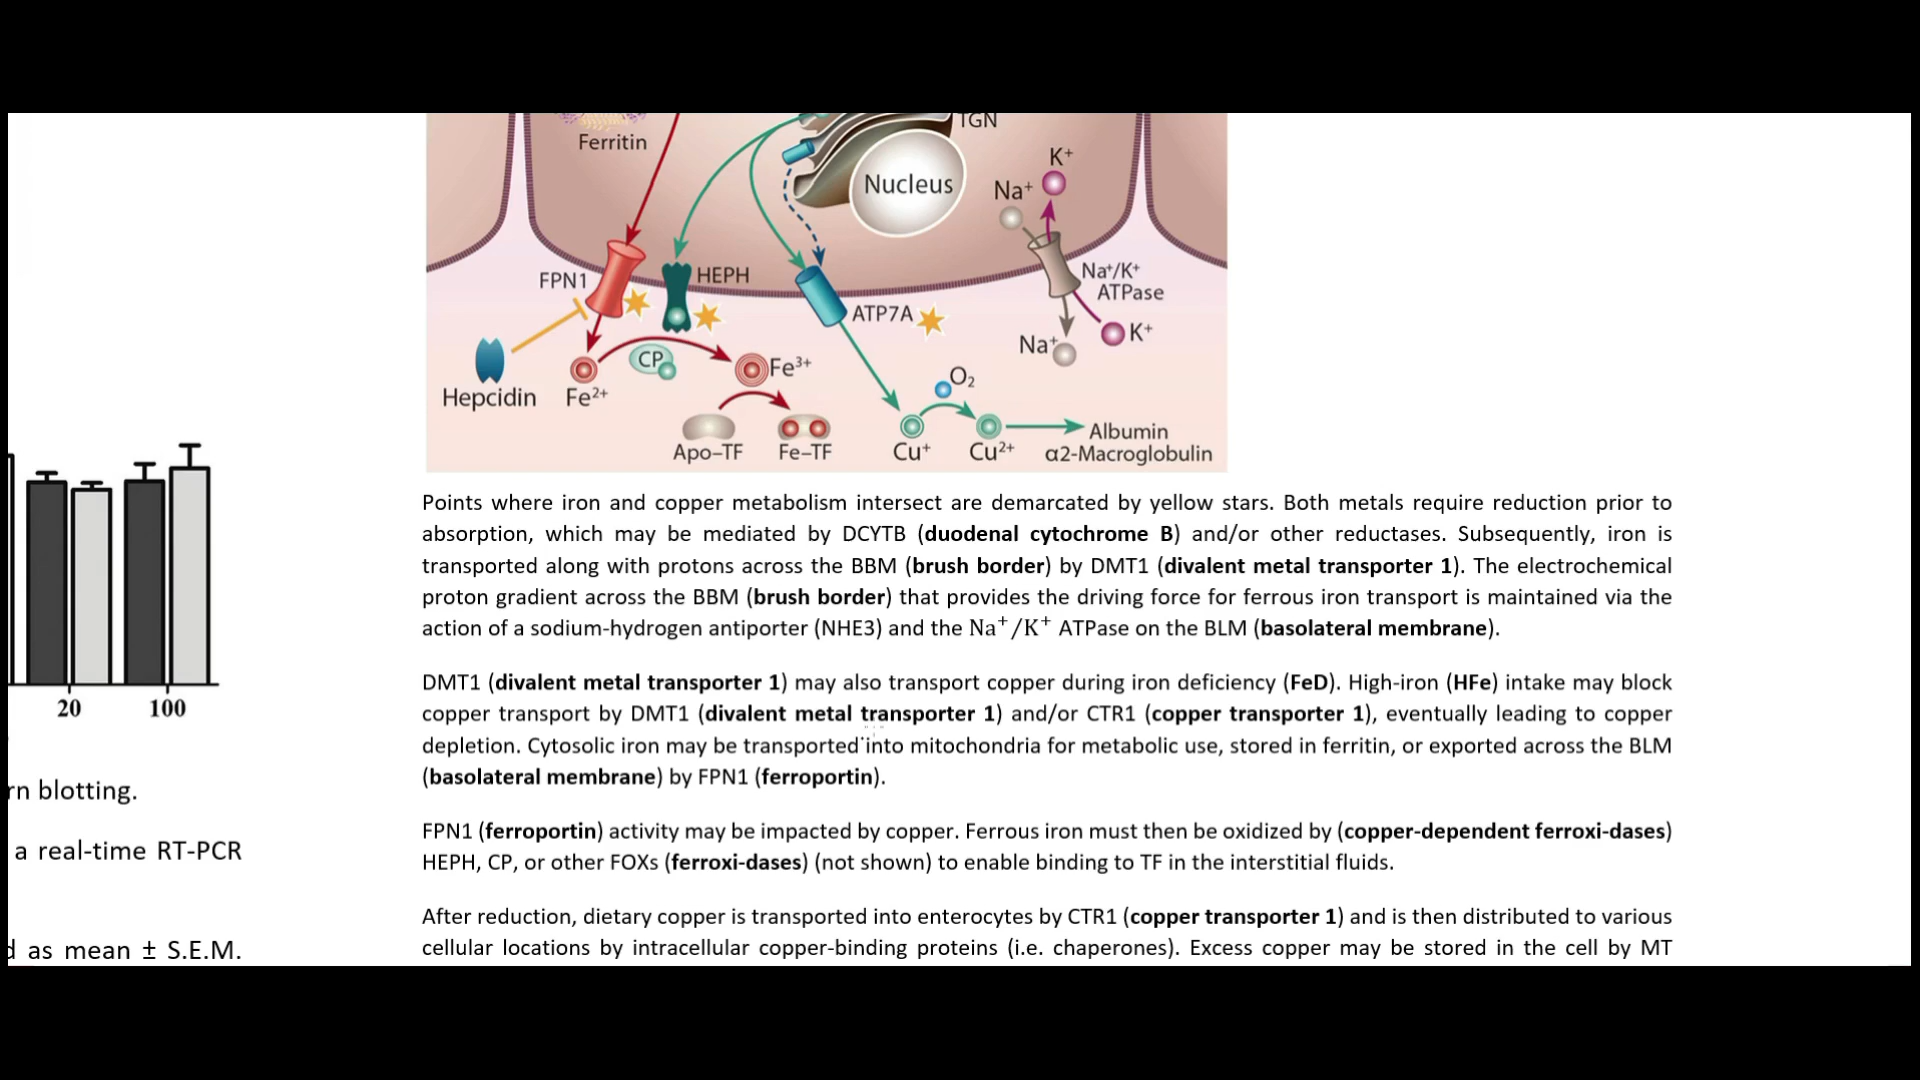 Ferritin
TGN
Nucleus
K⁺
Na⁺
FPN1
HEPH
Na⁺/K⁺
ATPase
ATP7A
K⁺
Na⁺
CP
Fe³⁺
O₂
Hepcidin
Fe²⁺
Albumin
Apo–TF
Fe–TF
Cu⁺
Cu²⁺
α2-Macroglobulin
20
100
rn blotting.
a real-time RT-PCR
d as mean ± S.E.M.
Points where iron and copper metabolism intersect are demarcated by yellow stars. Both metals require reduction prior to
absorption, which may be mediated by DCYTB (duodenal cytochrome B) and/or other reductases. Subsequently, iron is
transported along with protons across the BBM (brush border) by DMT1 (divalent metal transporter 1). The electrochemical
proton gradient across the BBM (brush border) that provides the driving force for ferrous iron transport is maintained via the
action of a sodium-hydrogen antiporter (NHE3) and the Na⁺/K⁺ ATPase on the BLM (basolateral membrane).
DMT1 (divalent metal transporter 1) may also transport copper during iron deficiency (FeD). High-iron (HFe) intake may block
copper transport by DMT1 (divalent metal transporter 1) and/or CTR1 (copper transporter 1), eventually leading to copper
depletion. Cytosolic iron may be transported into mitochondria for metabolic use, stored in ferritin, or exported across the BLM
(basolateral membrane) by FPN1 (ferroportin).
FPN1 (ferroportin) activity may be impacted by copper. Ferrous iron must then be oxidized by (copper-dependent ferroxi-dases)
HEPH, CP, or other FOXs (ferroxi-dases) (not shown) to enable binding to TF in the interstitial fluids.
After reduction, dietary copper is transported into enterocytes by CTR1 (copper transporter 1) and is then distributed to various
cellular locations by intracellular copper-binding proteins (i.e. chaperones). Excess copper may be stored in the cell by MT